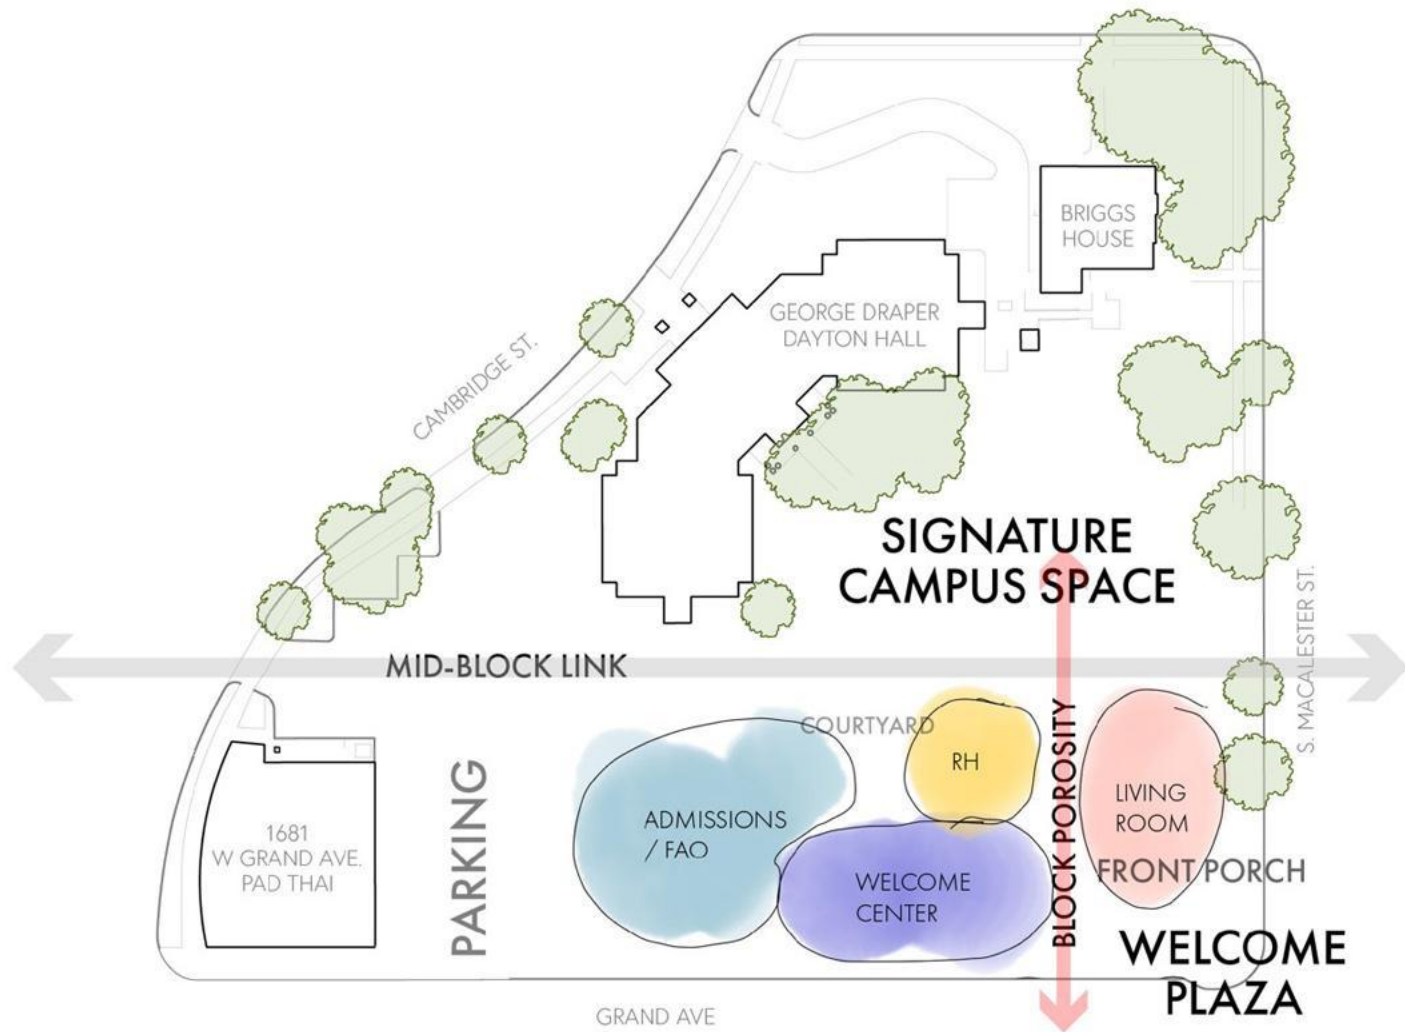 BRIGGS
HOUSE
GEORGE DRAPER
DAYTON HALL
CAMBRIDGE ST.
SIGNATURE
CAMPUS SPACE
S. MACALESTER ST.
MID-BLOCK LINK
COURTYARD
RH
BLOCK POROSITY
LIVING
ROOM
PARKING
ADMISSIONS
/ FAO
1681
W GRAND AVE.
PAD THAI
WELCOME
CENTER
FRONT PORCH
WELCOME
PLAZA
GRAND AVE